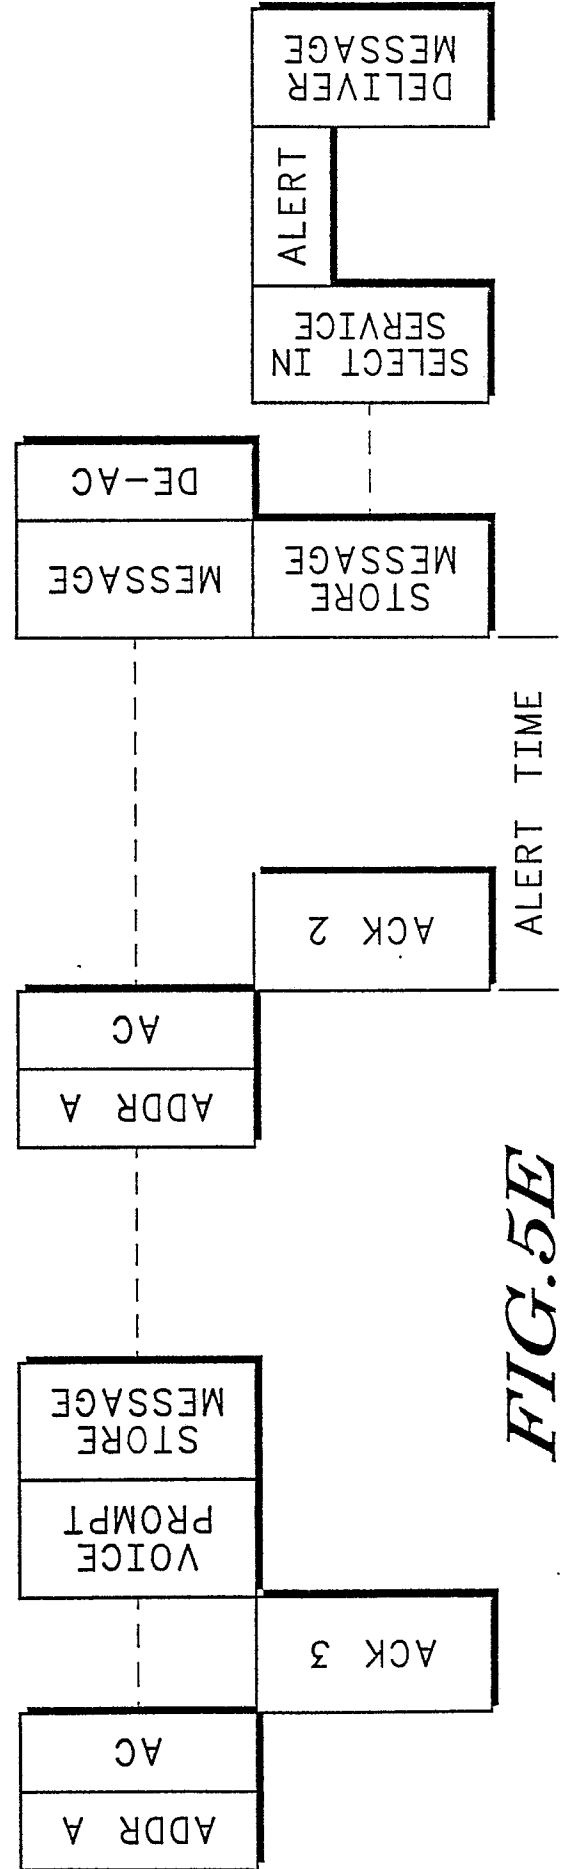 ADDR A
AC
ACK 3
VOICE
PROMPT
STORE
MESSAGE
ADDR A
AC
ACK 2
ALERT TIME
MESSAGE
DE-AC
STORE
MESSAGE
SELECT IN
SERVICE
ALERT
DELIVER
MESSAGE
FIG.5E